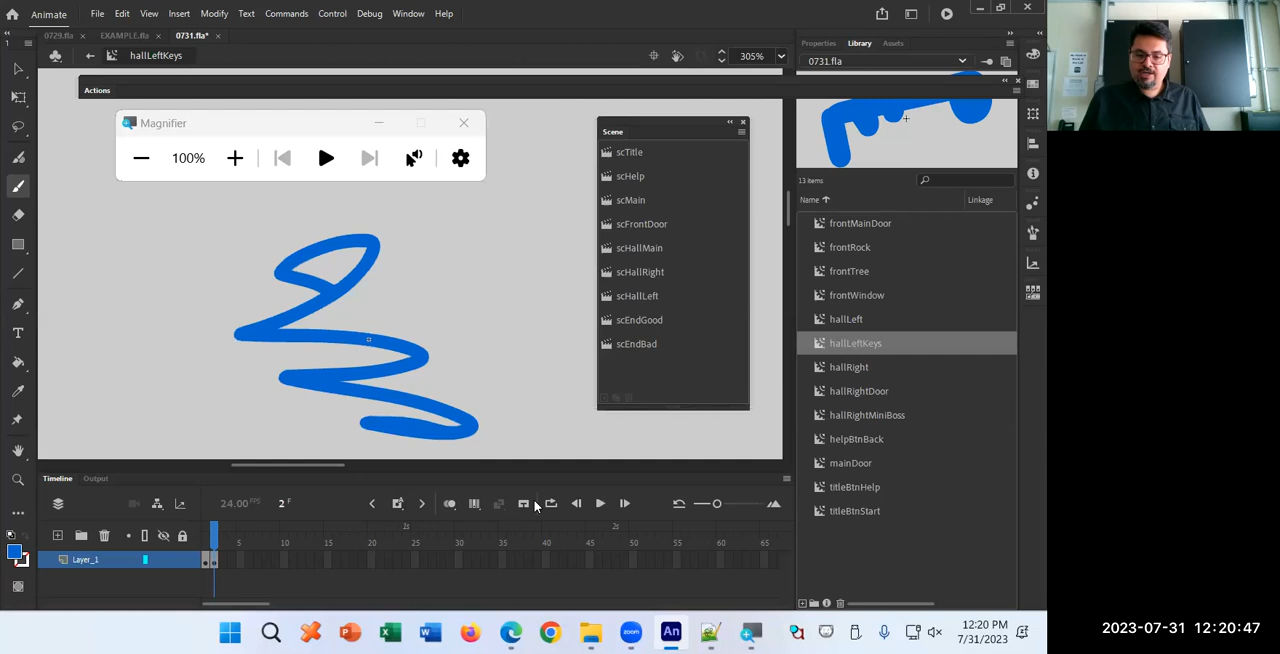 Animate File Edit View Insert Modify Text Commands Control Debug Window Help
0729.fla × EXAMPLE.fla × 0731.fla* ×
hallLeftKeys 305%
Properties Library Assets
0731.fla
Actions
Magnifier
100%
Scene
scTitle
scHelp
scMain
scFrontDoor
scHallMain
scHallRight
scHallLeft
scEndGood
scEndBad
13 items
Name Linkage
frontMainDoor
frontRock
frontTree
frontWindow
hallLeft
hallLeftKeys
hallRight
hallRightDoor
hallRightMiniBoss
helpBtnBack
mainDoor
titleBtnHelp
titleBtnStart
Timeline Output
24.00 FPS 2 F
1s 2s
5 10 15 20 25 30 35 40 45 50 55 60 65
Layer_1
zoom
An
12:20 PM
7/31/2023
2023-07-31 12:20:47